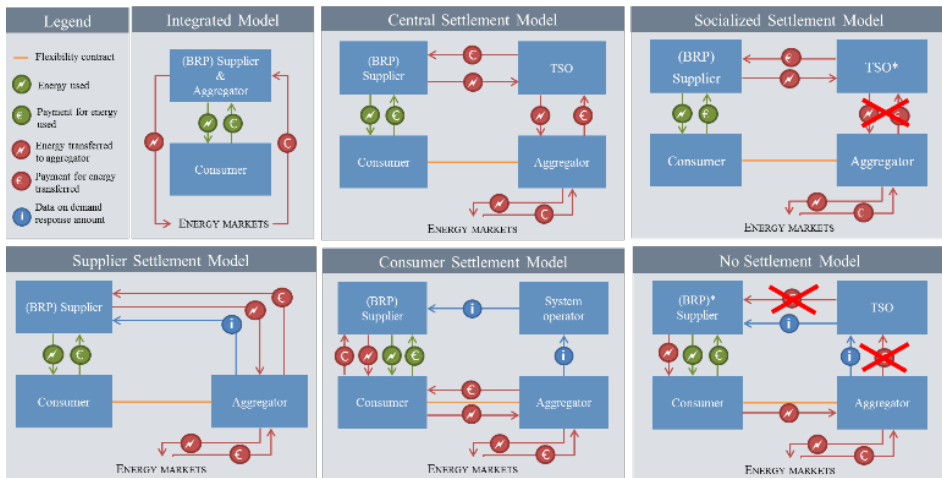 Legend
Flexibility contract
Energy used
Payment for energy
used
Energy transferred
to aggregator
Payment for energy
transferred
Data on demand
response amount
Integrated Model
(BRP) Supplier
&
Aggregator
Consumer
ENERGY MARKETS
Central Settlement Model
(BRP)
Supplier
TSO
Consumer
Aggregator
ENERGY MARKETS
Socialized Settlement Model
(BRP)
Supplier
TSO*
Consumer
Aggregator
ENERGY MARKETS
Supplier Settlement Model
(BRP) Supplier
i
Consumer
Aggregator
ENERGY MARKETS
Consumer Settlement Model
(BRP)
Supplier
i
System
operator
i
Consumer
Aggregator
ENERGY MARKETS
No Settlement Model
(BRP)*
Supplier
i
TSO
i
Consumer
Aggregator
ENERGY MARKETS